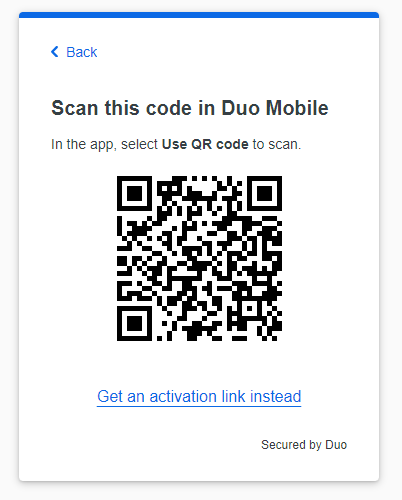 Back
Scan this code in Duo Mobile
In the app, select Use QR code to scan.
Get an activation link instead
Secured by Duo